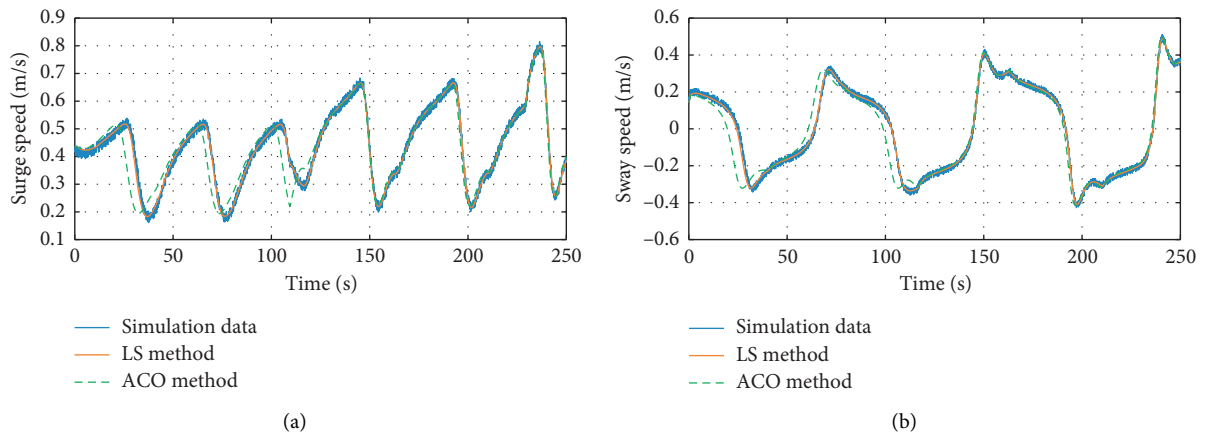 0.9
0.8
0.7
0.6
0.5
0.4
0.3
0.2
0.1
Surge speed (m/s)
0 50 100 150 200 250
Time (s)
Simulation data
LS method
ACO method
(a)
0.6
0.4
0.2
0
−0.2
−0.4
−0.6
Sway speed (m/s)
0 50 100 150 200 250
Time (s)
Simulation data
LS method
ACO method
(b)